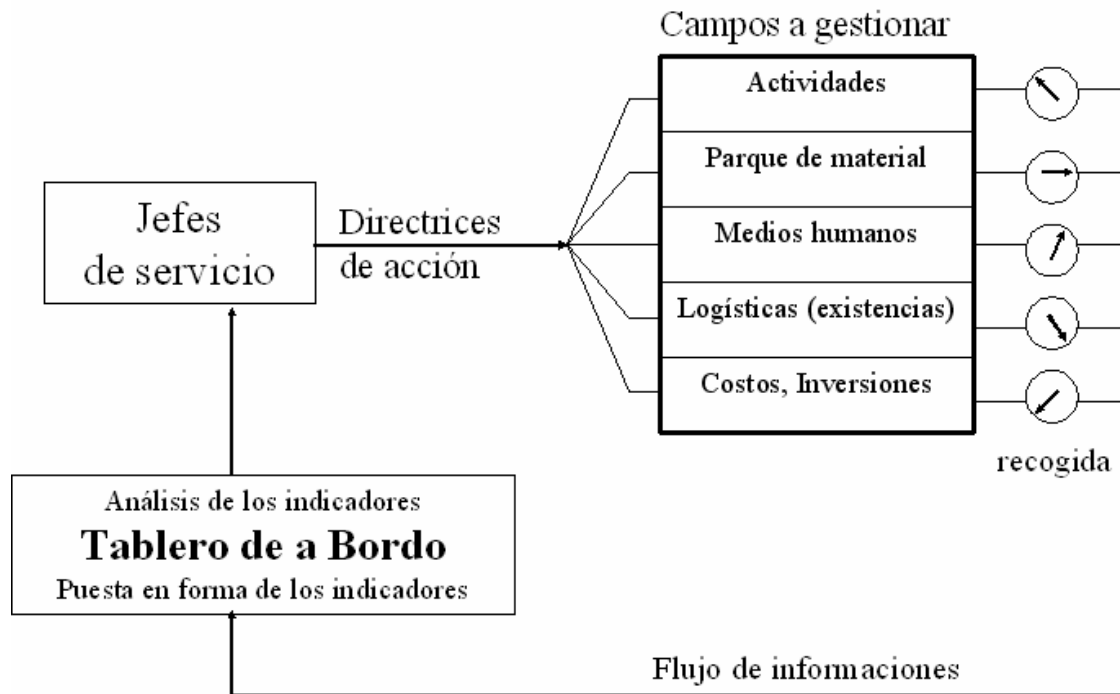 Campos a gestionar
Actividades
Parque de material
Medios humanos
Logísticas (existencias)
Costos, Inversiones
recogida
Jefes
de servicio
Directrices
de acción
Análisis de los indicadores
Tablero de a Bordo
Puesta en forma de los indicadores
Flujo de informaciones